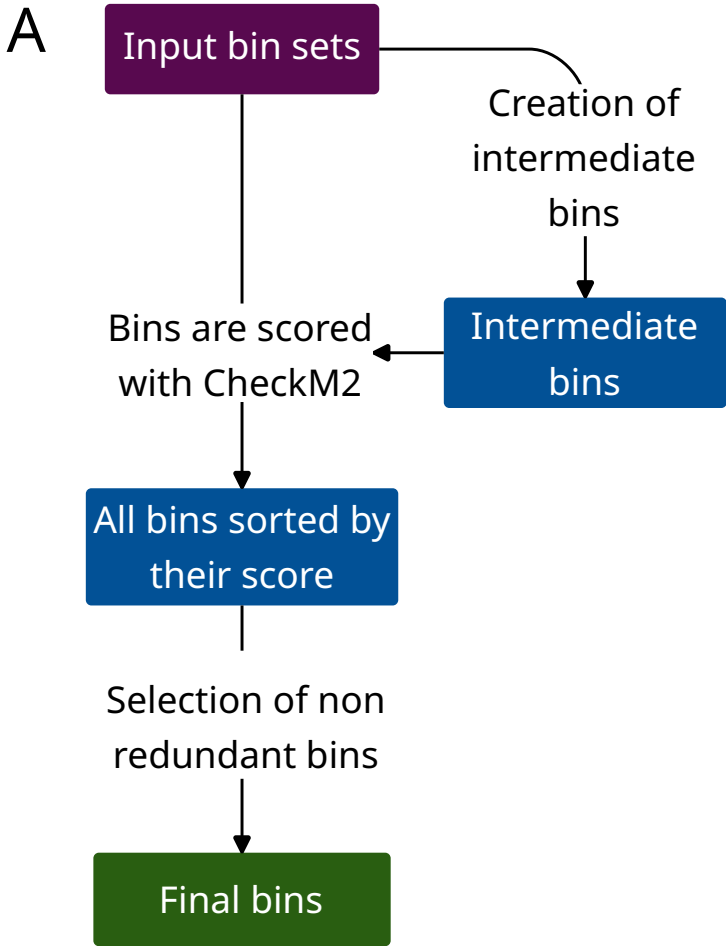 A
Input bin sets
Creation of
intermediate
bins
Intermediate
bins
Bins are scored
with CheckM2
All bins sorted by
their score
Selection of non
redundant bins
Final bins